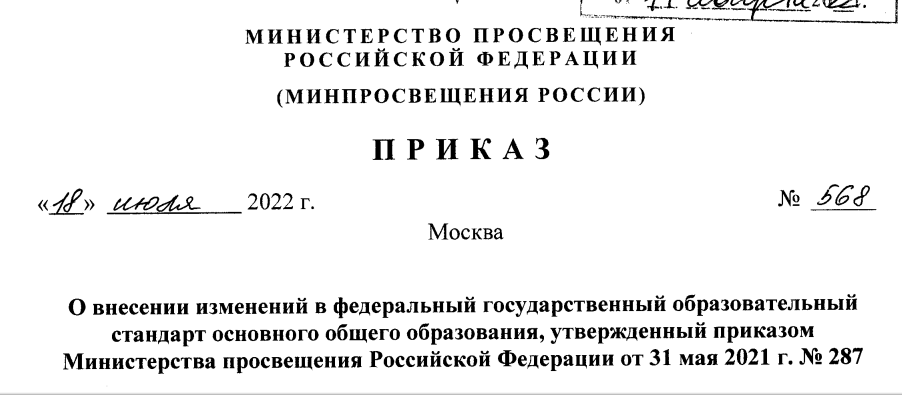 МИНИСТЕРСТВО ПРОСВЕЩЕНИЯ
РОССИЙСКОЙ ФЕДЕРАЦИИ
(МИНПРОСВЕЩЕНИЯ РОССИИ)
ПРИКАЗ
«18» июля 2022 г. № 568
Москва
О внесении изменений в федеральный государственный образовательный
стандарт основного общего образования, утвержденный приказом
Министерства просвещения Российской Федерации от 31 мая 2021 г. № 287